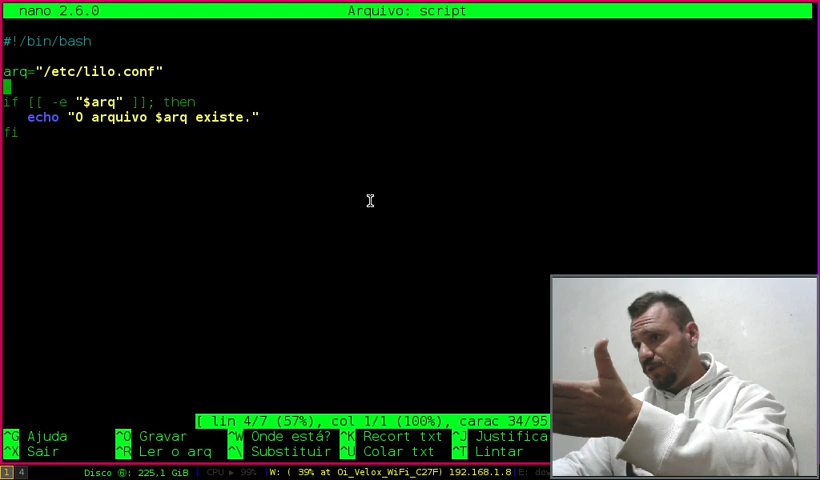 nano 2.6.0 Arquivo: script
#!/bin/bash
arq="/etc/lilo.conf"
if [[ -e "$arq" ]]; then
echo "O arquivo $arq existe."
fi
[ lin 4/7 (57%), col 1/1 (100%), carac 34/95
^G Ajuda ^O Gravar ^W Onde está? ^K Recort txt ^J Justifica
^X Sair ^R Ler o arq ^\ Substituir ^U Colar txt ^T Lintar
1 4 Disco ⑥: 225,1 GiB | CPU ▶ 99% |W: ( 39% at Oi_Velox_WiFi_C27F) 192.168.1.8|E: dow